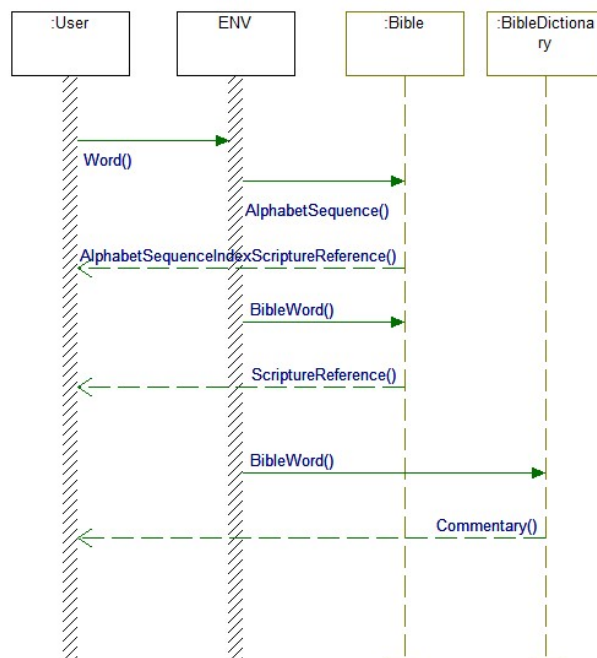 :User
ENV
:Bible
:BibleDictiona
ry
Word()
AlphabetSequence()
AlphabetSequenceIndexScriptureReference()
BibleWord()
ScriptureReference()
BibleWord()
Commentary()